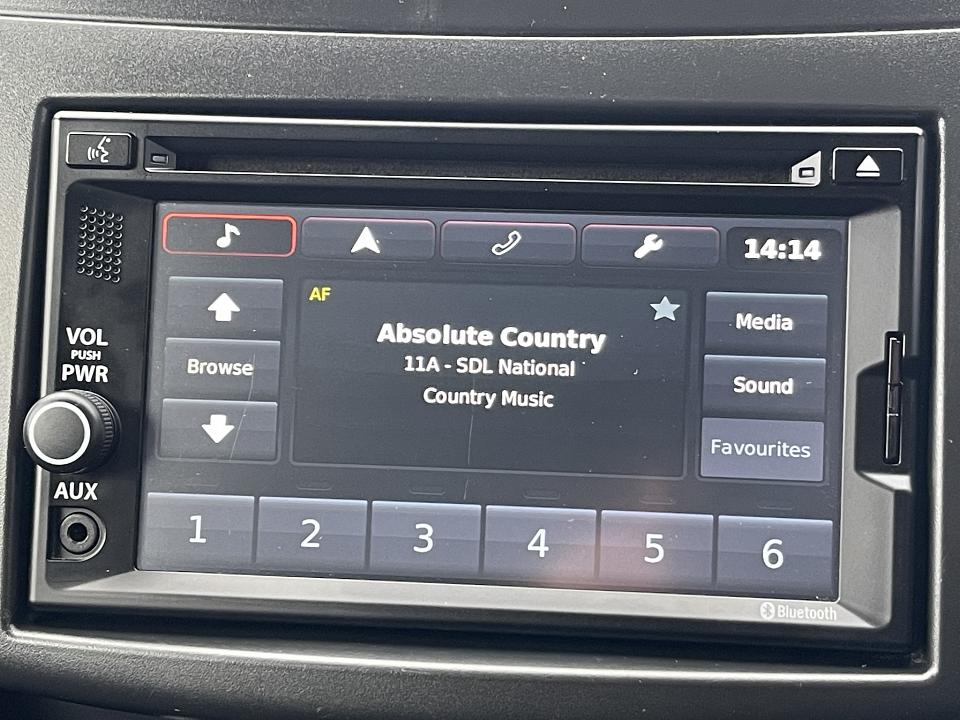 14:14
AF
Absolute Country
11A - SDL National
Country Music
Browse
Media
Sound
Favourites
VOL
PUSH
PWR
AUX
1 2 3 4 5 6
Bluetooth